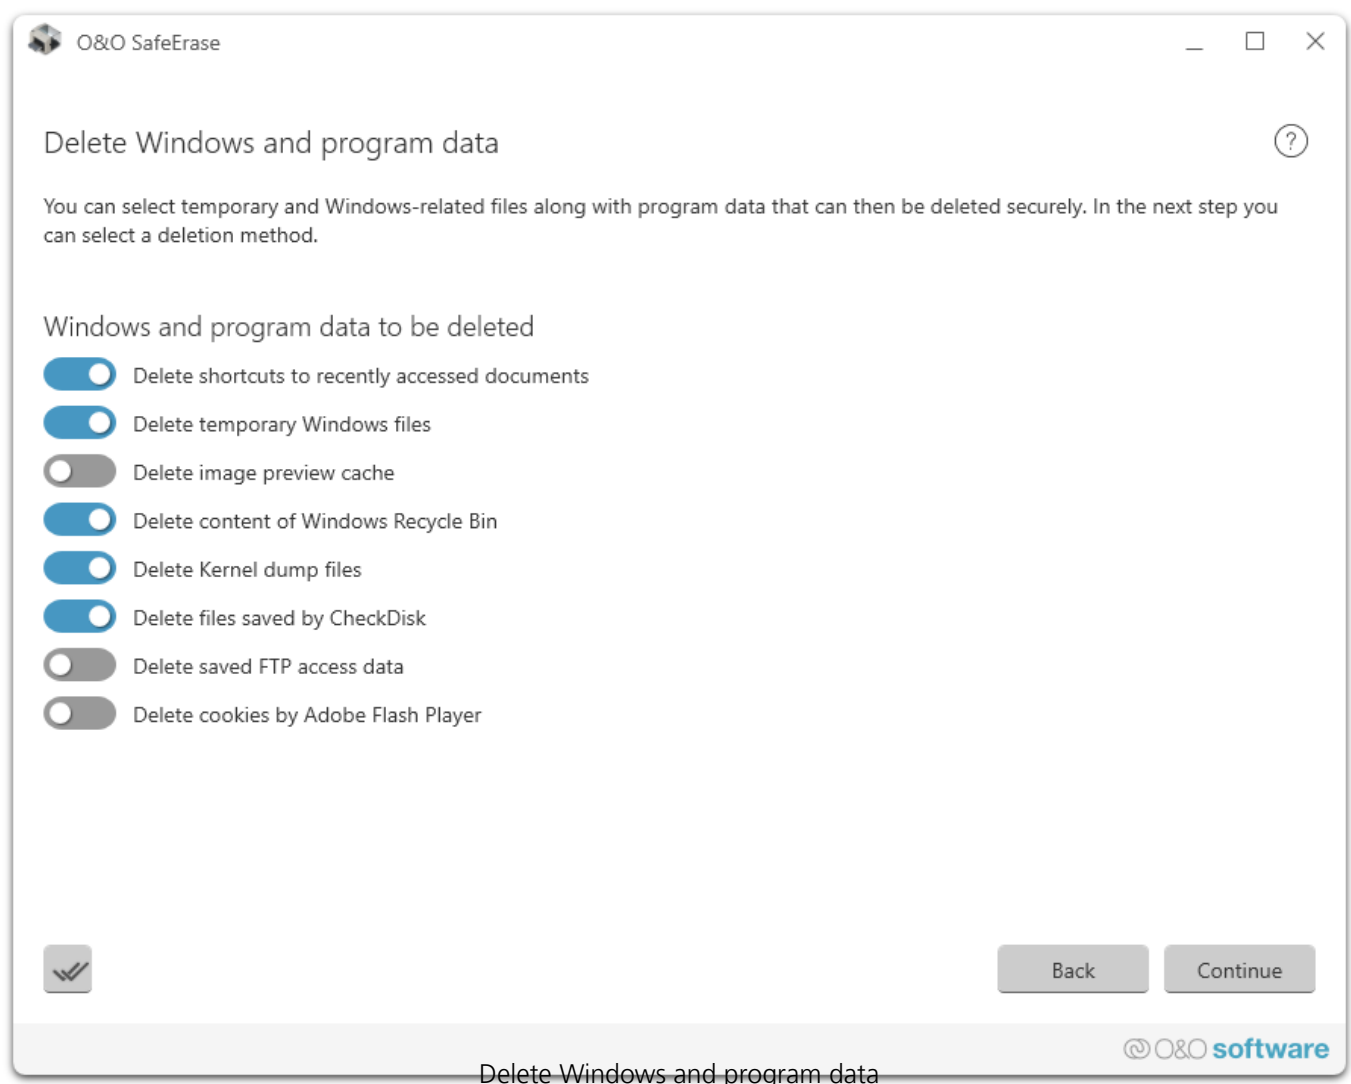 O&O SafeErase
Delete Windows and program data
?
You can select temporary and Windows-related files along with program data that can then be deleted securely. In the next step you
can select a deletion method.
Windows and program data to be deleted
Delete shortcuts to recently accessed documents
Delete temporary Windows files
Delete image preview cache
Delete content of Windows Recycle Bin
Delete Kernel dump files
Delete files saved by CheckDisk
Delete saved FTP access data
Delete cookies by Adobe Flash Player
Back
Continue
O&O software
Delete Windows and program data